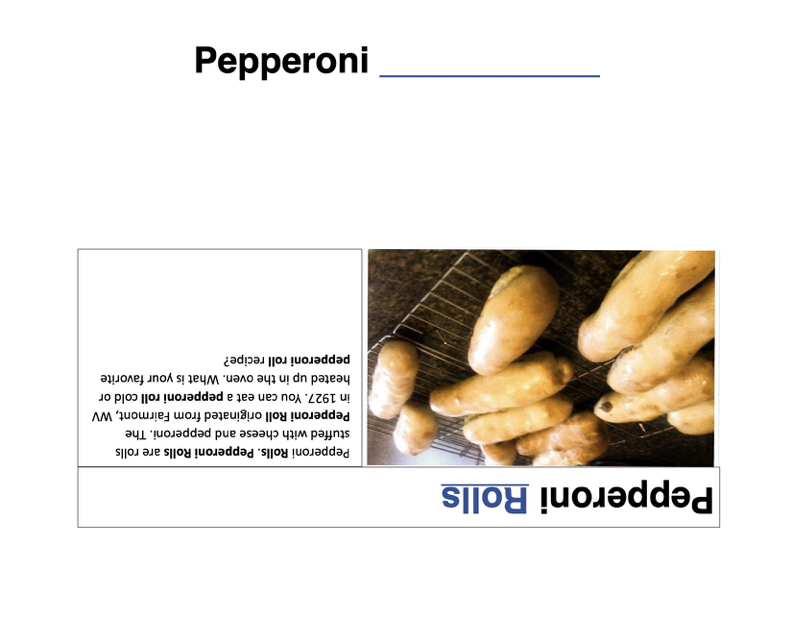 Pepperoni ____________
Pepperoni Rolls
Pepperoni Rolls. Pepperoni Rolls are rolls
stuffed with cheese and pepperoni. The
Pepperoni Roll originated from Fairmont, WV
in 1927. You can eat a pepperoni roll cold or
heated up in the oven. What is your favorite
pepperoni roll recipe?